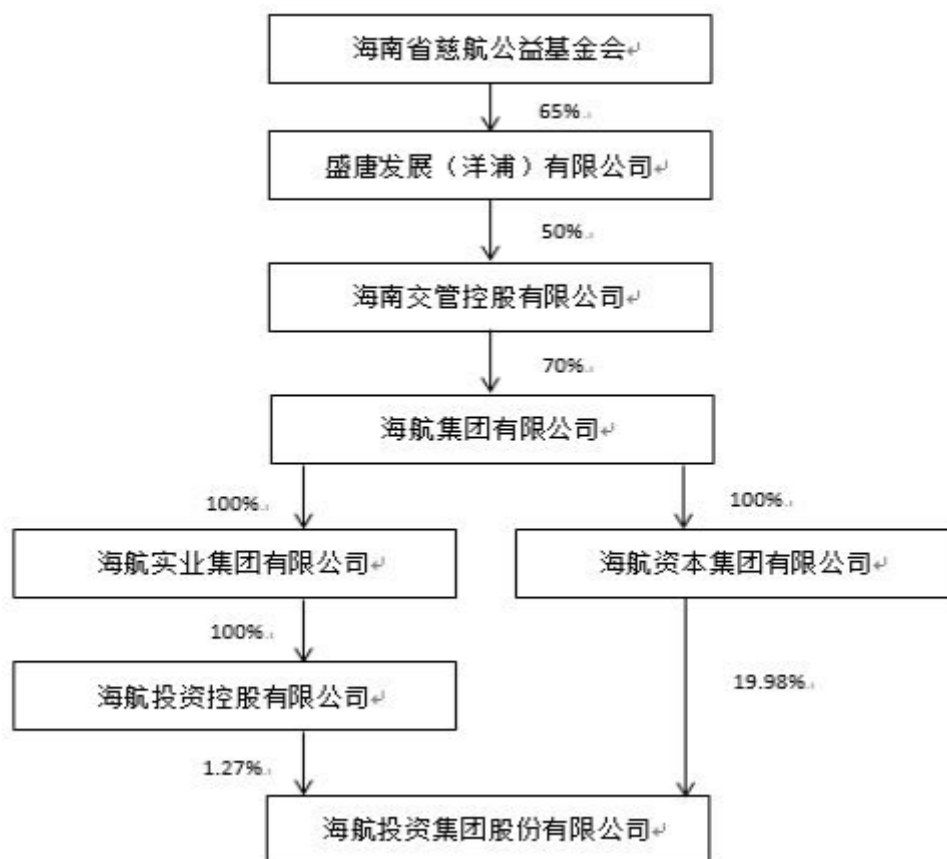 海南省慈航公益基金会↵
65%
盛唐发展（洋浦）有限公司↵
50%
海南交管控股有限公司↵
70%
海航集团有限公司↵
100%
100%
海航实业集团有限公司↵
海航资本集团有限公司↵
100%
海航投资控股有限公司↵
19.98%
1.27%
海航投资集团股份有限公司↵